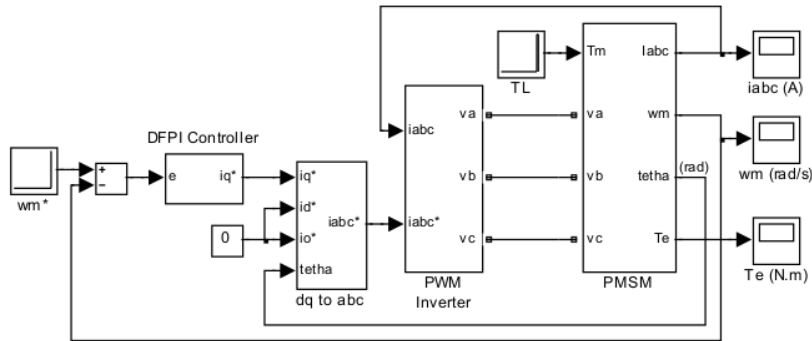 Tm
Iabc
TL
iabc (A)
va
va
wm
iabc
DFPI Controller
+
−
e
iq*
iq*
vb
vb
tetha
(rad)
wm (rad/s)
wm*
id*
iabc*
iabc*
0
io*
vc
vc
Te
tetha
Te (N.m)
dq to abc
PWM
Inverter
PMSM